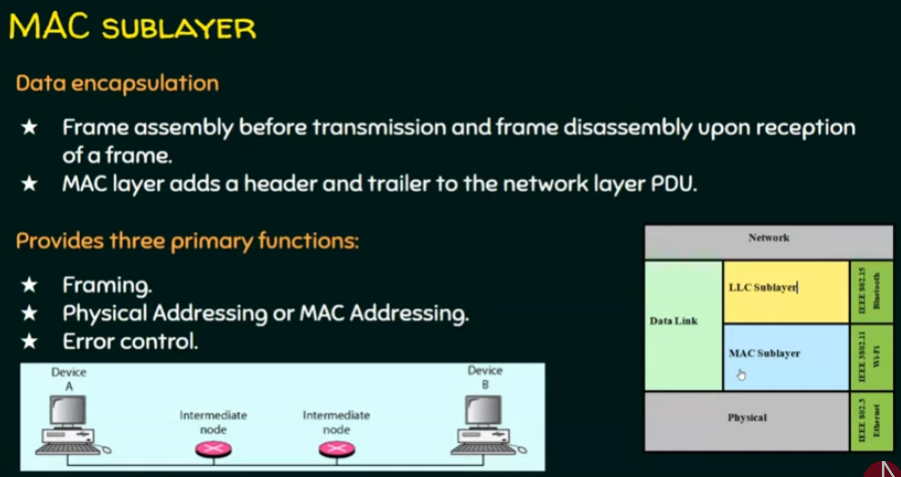 MAC SUBLAYER
Data encapsulation
★ Frame assembly before transmission and frame disassembly upon reception
of a frame.
★ MAC layer adds a header and trailer to the network layer PDU.
Provides three primary functions:
★ Framing.
★ Physical Addressing or MAC Addressing.
★ Error control.
Device
A
Intermediate
node
Intermediate
node
Device
B
Network
Data Link
LLC Sublayer
MAC Sublayer
Physical
IEEE 802.15
Bluetooth
IEEE 3802.11
Wi-Fi
IEEE 802.3
Ethernet